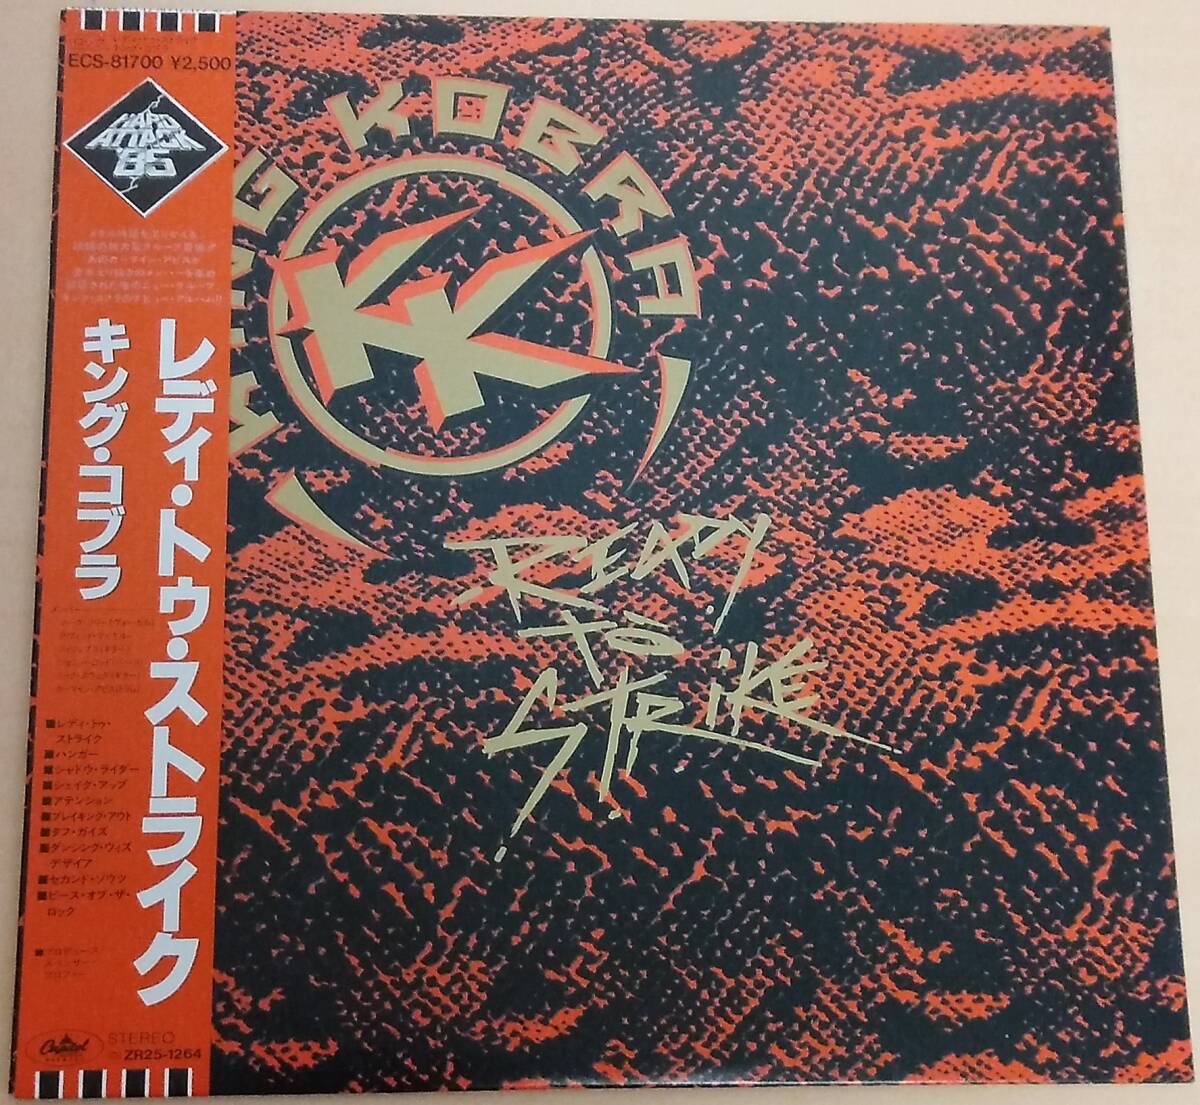 ECS-81700 ¥2,500
HARD
ATTACK
'85
レディ・トゥ・ストライク
キング・コブラ
■レディ・トゥ・
ストライク
■ハンガー
■シャドウ・ライダー
■シェイク・アップ
■アテンション
■ブレイキング・アウト
■タフ・ガイズ
■ダンシング・ウィズ
デザイア
■セカンド・ソウツ
■ピース・オブ・ザ・
ロック
Capitol
STEREO
ZR25-1264
KING KOBRA
READY
TO
STRIKE